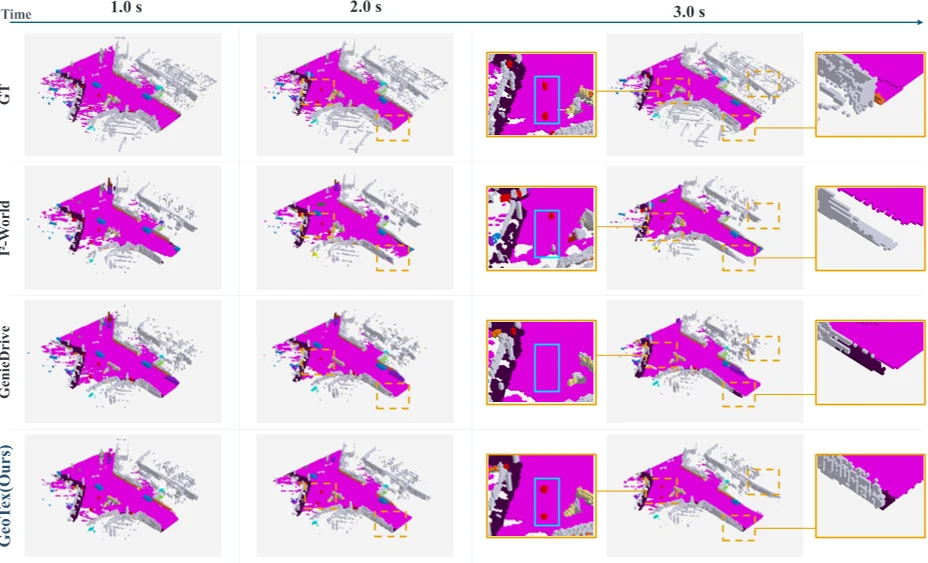 Time
1.0 s
2.0 s
3.0 s
GT
I²-World
GenieDrive
GeoTex(Ours)